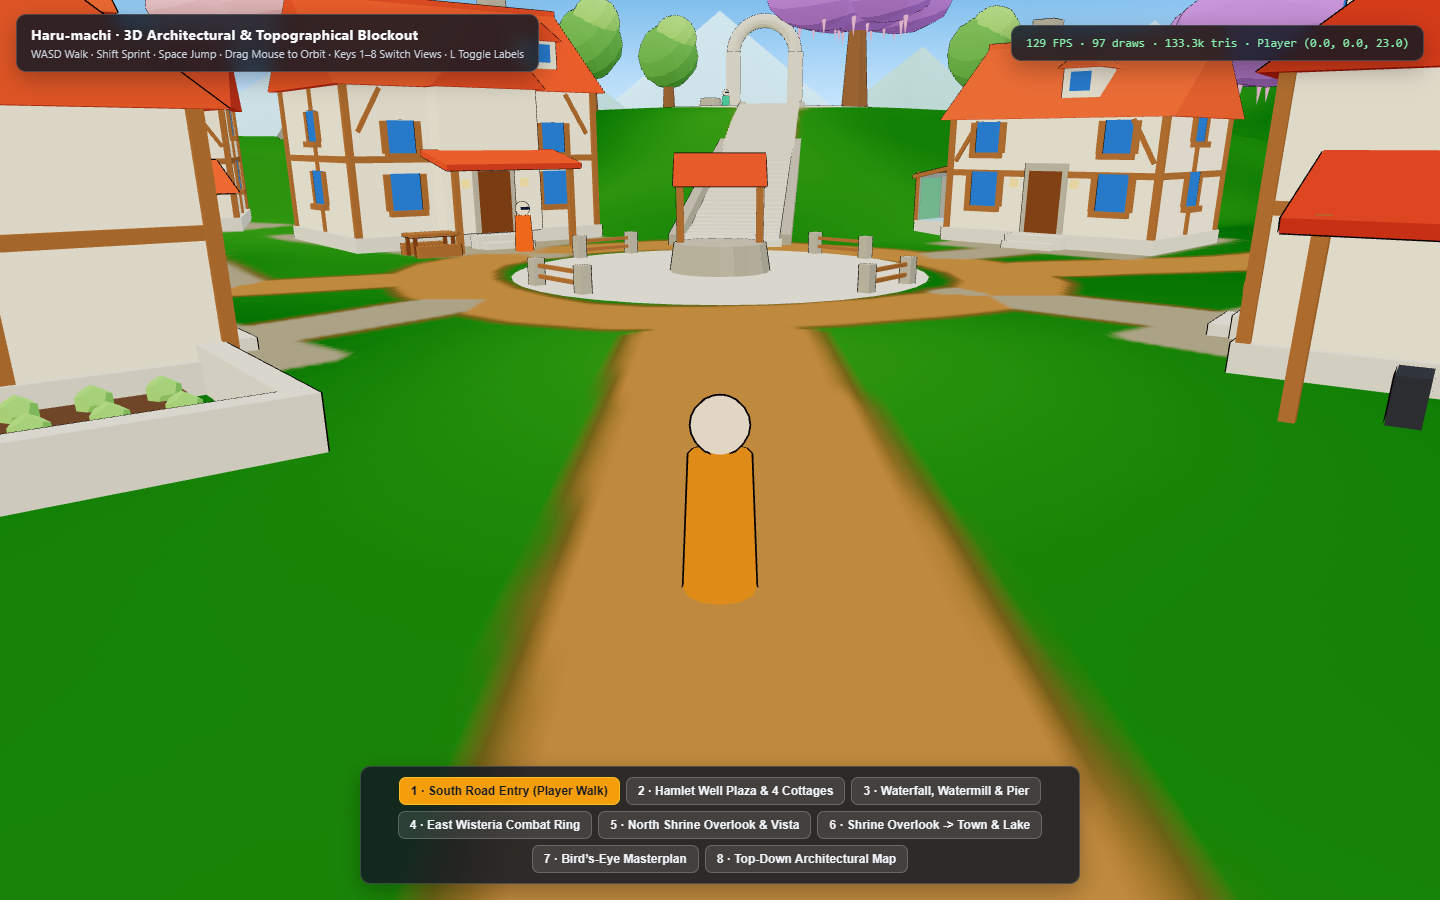 Haru-machi · 3D Architectural & Topographical Blockout
WASD Walk · Shift Sprint · Space Jump · Drag Mouse to Orbit · Keys 1–8 Switch Views · L Toggle Labels
129 FPS · 97 draws · 133.3k tris · Player (0.0, 0.0, 23.0)
1 · South Road Entry (Player Walk)
2 · Hamlet Well Plaza & 4 Cottages
3 · Waterfall, Watermill & Pier
4 · East Wisteria Combat Ring
5 · North Shrine Overlook & Vista
6 · Shrine Overlook -> Town & Lake
7 · Bird's-Eye Masterplan
8 · Top-Down Architectural Map